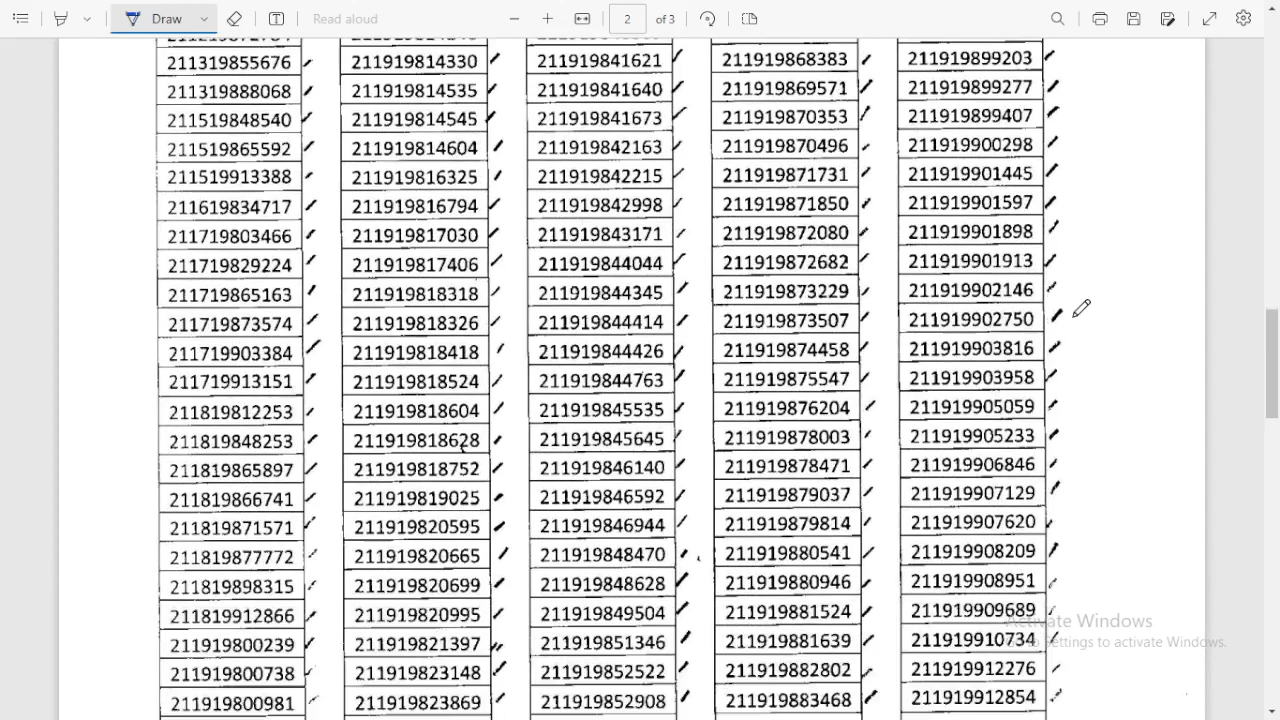 Draw
Read aloud
2 of 3
211319855676 211919814330 211919841621 211919868383 211919899203
211319888068 211919814535 211919841640 211919869571 211919899277
211519848540 211919814545 211919841673 211919870353 211919899407
211519865592 211919814604 211919842163 211919870496 211919900298
211519913388 211919816325 211919842215 211919871731 211919901445
211619834717 211919816794 211919842998 211919871850 211919901597
211719803466 211919817030 211919843171 211919872080 211919901898
211719829224 211919817406 211919844044 211919872682 211919901913
211719865163 211919818318 211919844345 211919873229 211919902146
211719873574 211919818326 211919844414 211919873507 211919902750
211719903384 211919818418 211919844426 211919874458 211919903816
211719913151 211919818524 211919844763 211919875547 211919903958
211819812253 211919818604 211919845535 211919876204 211919905059
211819848253 211919818628 211919845645 211919878003 211919905233
211819865897 211919818752 211919846140 211919878471 211919906846
211819866741 211919819025 211919846592 211919879037 211919907129
211819871571 211919820595 211919846944 211919879814 211919907620
211819877772 211919820665 211919848470 211919880541 211919908209
211819898315 211919820699 211919848628 211919880946 211919908951
211819912866 211919820995 211919849504 211919881524 211919909689
211919800239 211919821397 211919851346 211919881639 211919910734
211919800738 211919823148 211919852522 211919882802 211919912276
211919800981 211919823869 211919852908 211919883468 211919912854
Activate Windows
Go to Settings to activate Windows.